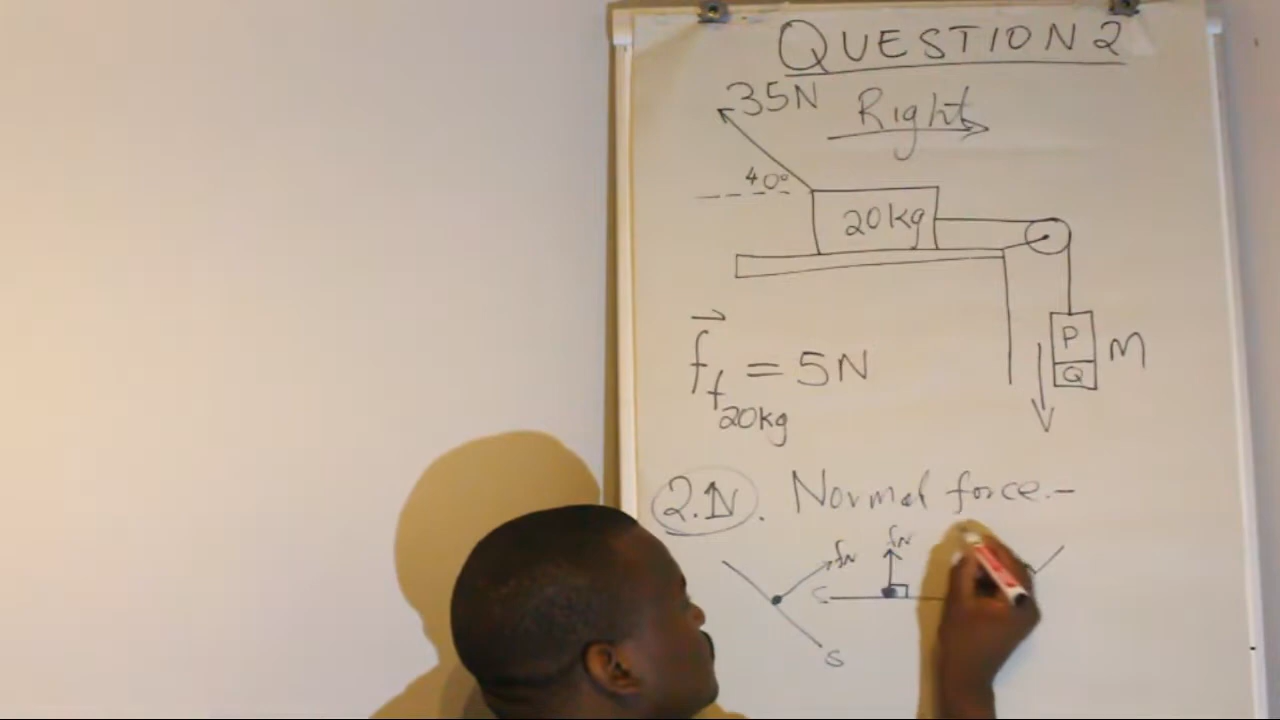 QUESTION 2
35N
Right
40°
20kg
P
Q
M
f f 20kg = 5N
2.1. Normal force.-
fN
fN
S
S